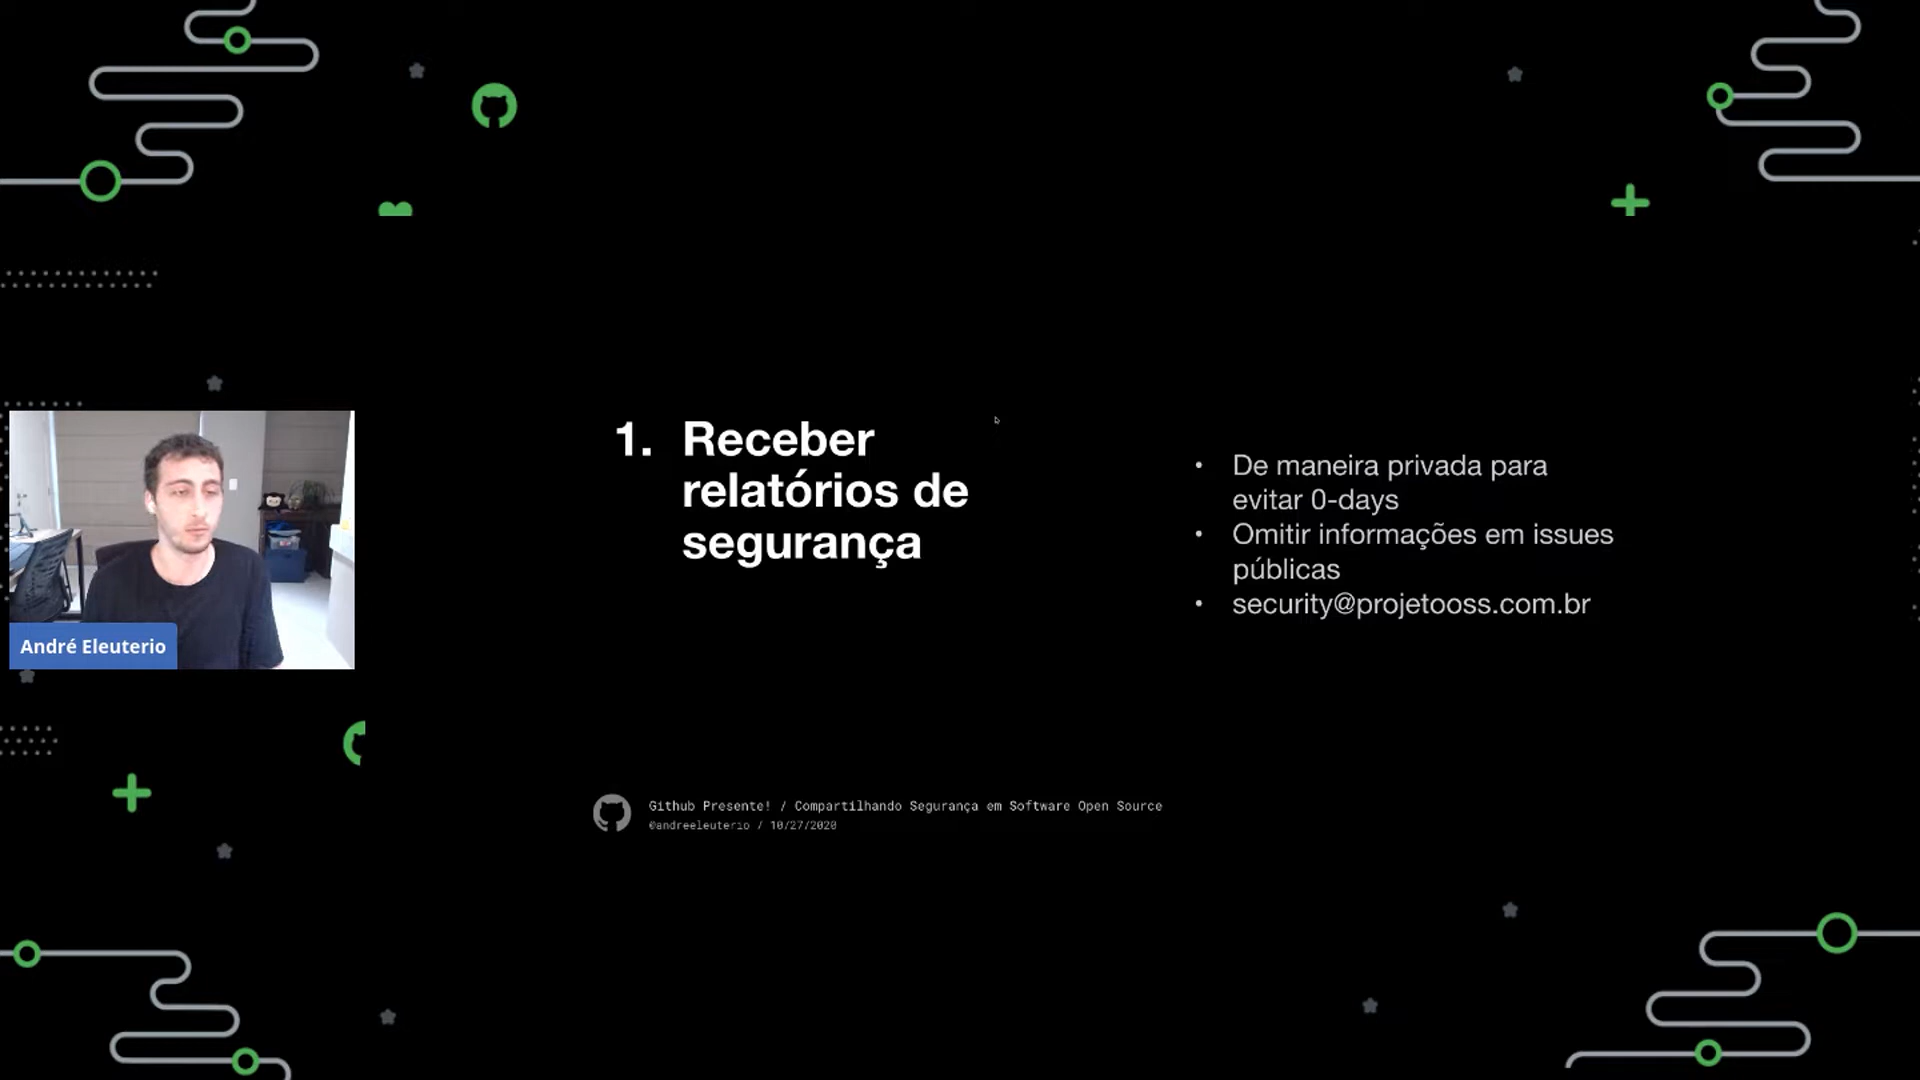 1. Receber
relatórios de
segurança
• De maneira privada para
evitar 0-days
• Omitir informações em issues
públicas
• security@projetooss.com.br
André Eleuterio
Github Presente! / Compartilhando Segurança em Software Open Source
@andreeleuterio / 10/27/2020